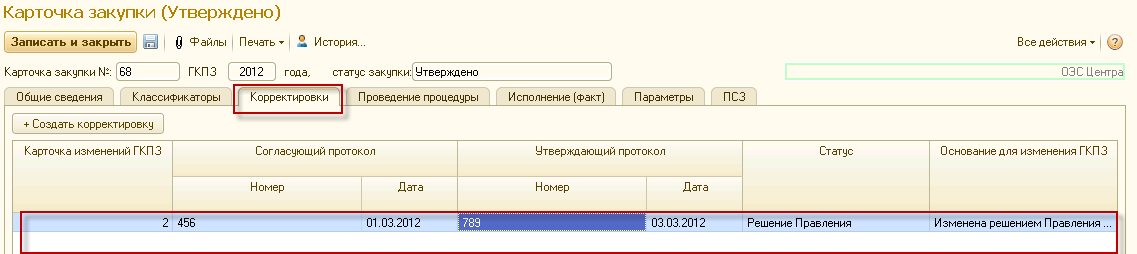 Карточка закупки (Утверждено)
Записать и закрыть Файлы Печать История... Все действия ?
Карточка закупки №: 68 ГКПЗ 2012 года, статус закупки: Утверждено ОЭС Центра
Общие сведения Классификаторы Корректировки Проведение процедуры Исполнение (факт) Параметры ПСЗ
+ Создать корректировку
Карточка изменений ГКПЗ Согласующий протокол Утверждающий протокол Статус Основание для изменения ГКПЗ
Номер Дата Номер Дата
2 456 01.03.2012 789 03.03.2012 Решение Правления Изменена решением Правления ...